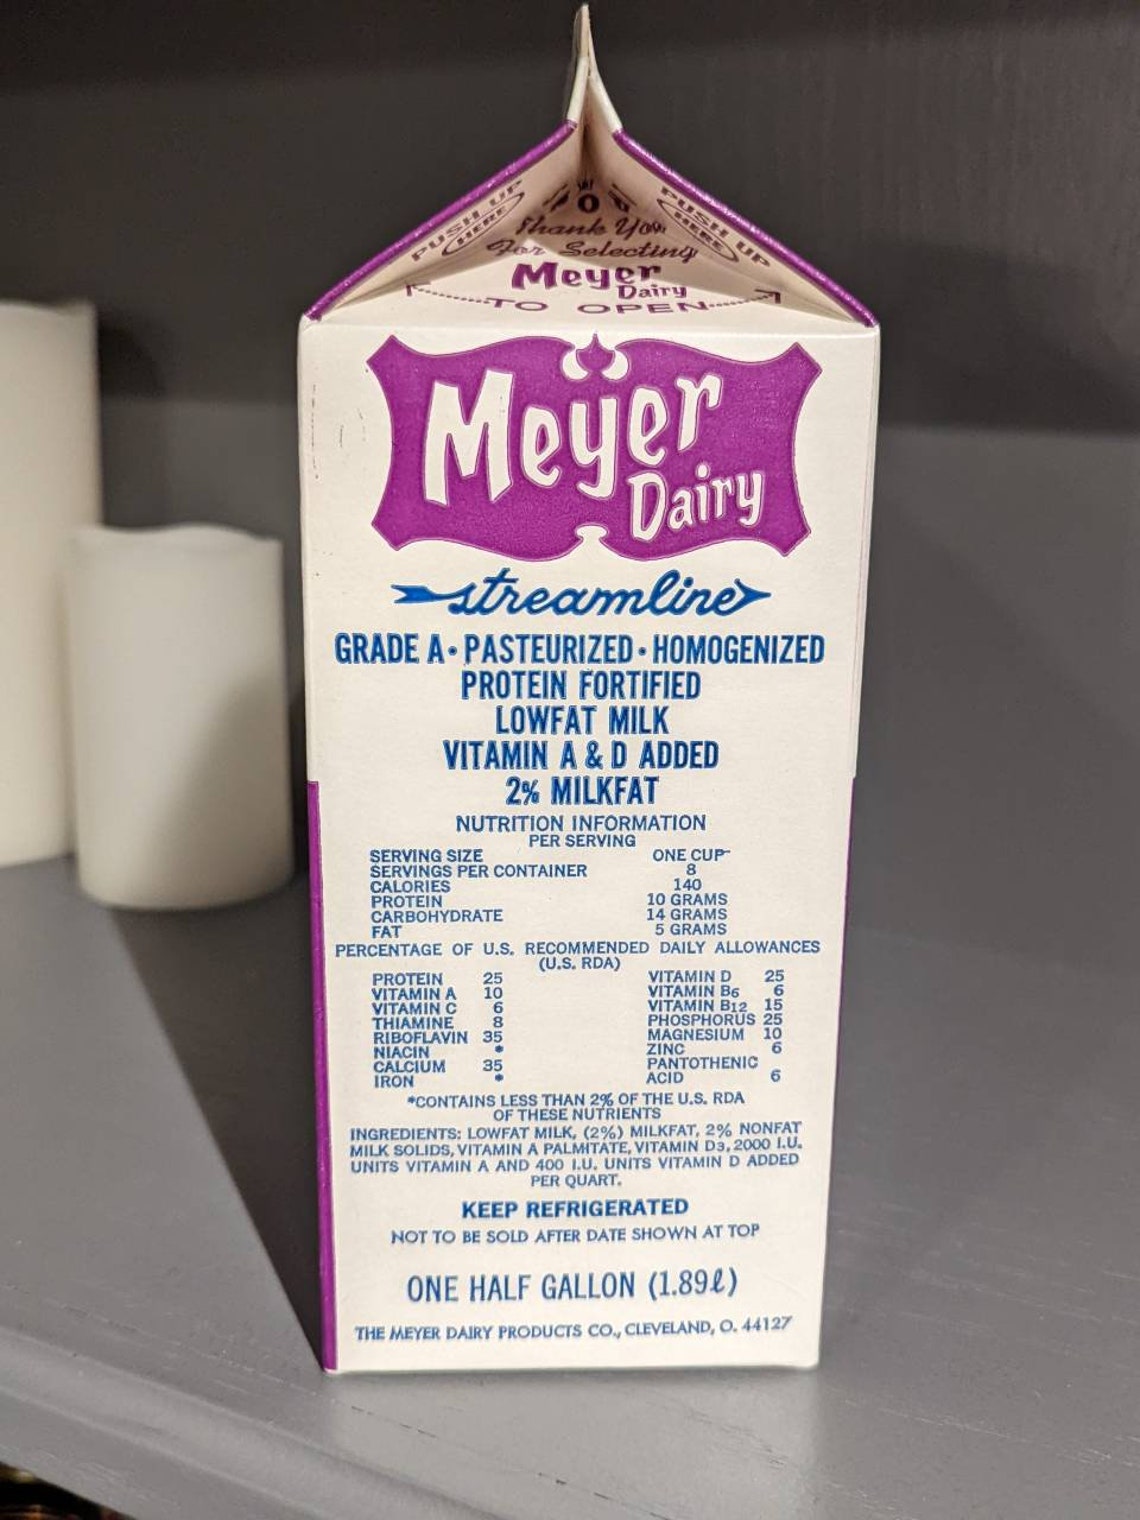 PUSH UP
HERE
PUSH UP
HERE
Thank You
For Selecting
Meyer
Dairy
TO OPEN
Meyer
Dairy
streamline
GRADE A • PASTEURIZED • HOMOGENIZED
PROTEIN FORTIFIED
LOWFAT MILK
VITAMIN A & D ADDED
2% MILKFAT
NUTRITION INFORMATION
PER SERVING
SERVING SIZE ONE CUP
SERVINGS PER CONTAINER 8
CALORIES 140
PROTEIN 10 GRAMS
CARBOHYDRATE 14 GRAMS
FAT 5 GRAMS
PERCENTAGE OF U.S. RECOMMENDED DAILY ALLOWANCES
(U.S. RDA)
PROTEIN 25 VITAMIN D 25
VITAMIN A 10 VITAMIN B6 6
VITAMIN C 6 VITAMIN B12 15
THIAMINE 8 PHOSPHORUS 25
RIBOFLAVIN 35 MAGNESIUM 10
NIACIN * ZINC 6
CALCIUM 35 PANTOTHENIC
IRON * ACID 6
*CONTAINS LESS THAN 2% OF THE U.S. RDA
OF THESE NUTRIENTS
INGREDIENTS: LOWFAT MILK, (2%) MILKFAT, 2% NONFAT
MILK SOLIDS, VITAMIN A PALMITATE, VITAMIN D3, 2000 I.U.
UNITS VITAMIN A AND 400 I.U. UNITS VITAMIN D ADDED
PER QUART.
KEEP REFRIGERATED
NOT TO BE SOLD AFTER DATE SHOWN AT TOP
ONE HALF GALLON (1.89ℓ)
THE MEYER DAIRY PRODUCTS CO., CLEVELAND, O. 44127